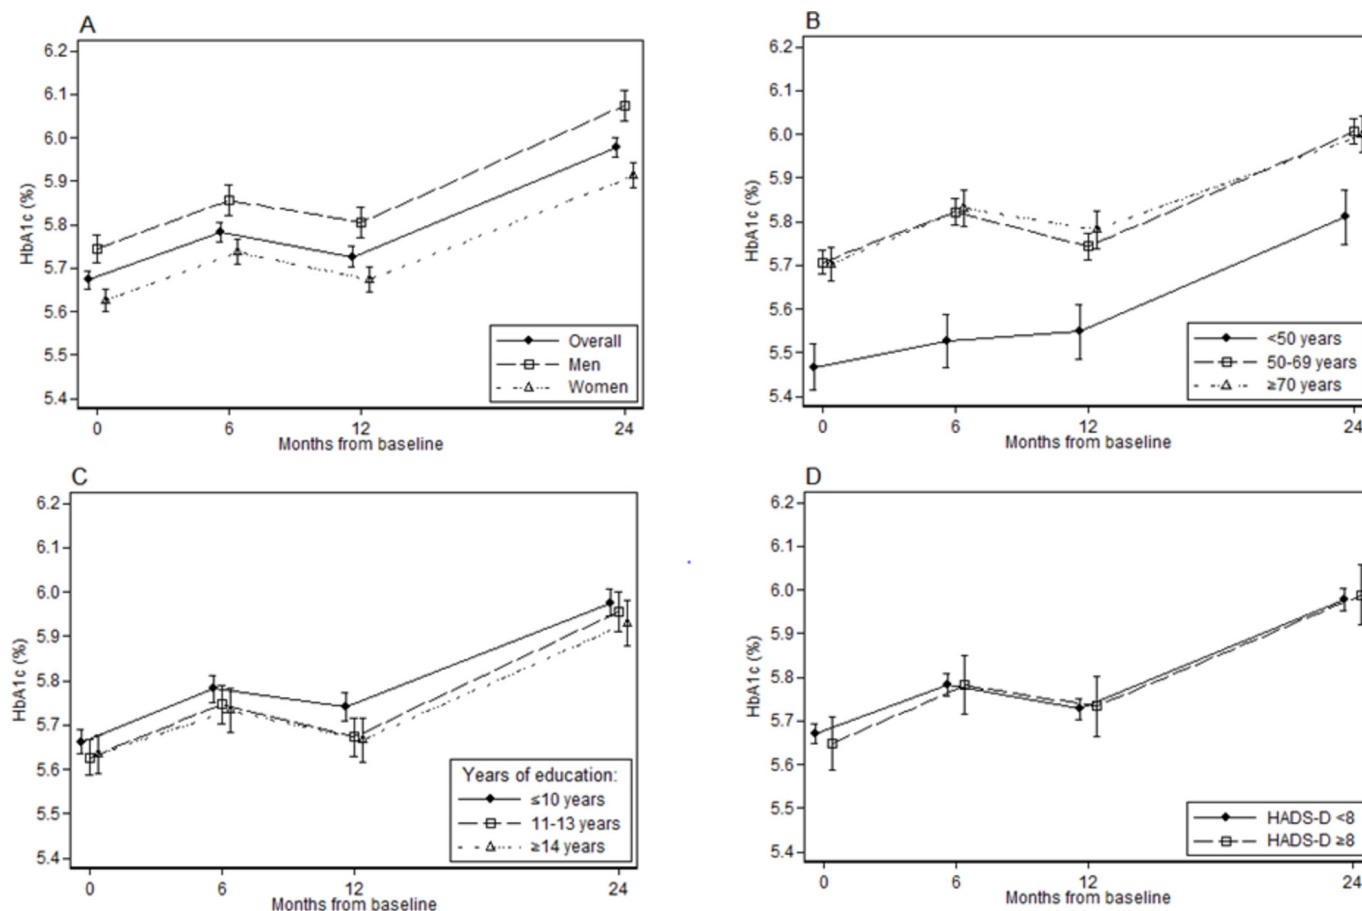 A
6.2
6.1
6.0
5.9
5.8
5.7
5.6
5.5
5.4
HbA1c (%)
Overall
Men
Women
0 6 12 24
Months from baseline
B
6.2
6.1
6.0
5.9
5.8
5.7
5.6
5.5
5.4
HbA1c (%)
<50 years
50-69 years
≥70 years
0 6 12 24
Months from baseline
C
6.2
6.1
6.0
5.9
5.8
5.7
5.6
5.5
5.4
HbA1c (%)
Years of education:
≤10 years
11-13 years
≥14 years
0 6 12 24
Months from baseline
D
6.2
6.1
6.0
5.9
5.8
5.7
5.6
5.5
5.4
HbA1c (%)
HADS-D <8
HADS-D ≥8
0 6 12 24
Months from baseline